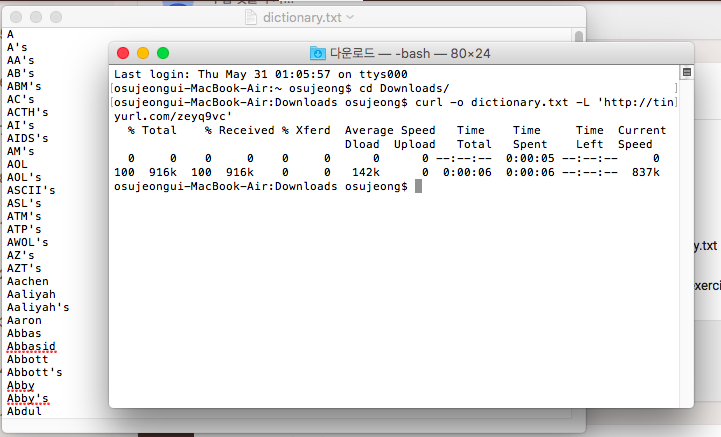 dictionary.txt
A
A's
AA's
AB's
ABM's
AC's
ACTH's
AI's
AIDS's
AM's
AOL
AOL's
ASCII's
ASL's
ATM's
ATP's
AWOL's
AZ's
AZT's
Aachen
Aaliyah
Aaliyah's
Aaron
Abbas
Abbasid
Abbott
Abbott's
Abby
Abby's
Abdul
다운로드 — -bash — 80×24
Last login: Thu May 31 01:05:57 on ttys000
[osujeongui-MacBook-Air:~ osujeong$ cd Downloads/ ]
[osujeongui-MacBook-Air:Downloads osujeong$ curl -o dictionary.txt -L 'http://tin]
yurl.com/zeyq9vc'
% Total % Received % Xferd Average Speed Time Time Time Current
Dload Upload Total Spent Left Speed
0 0 0 0 0 0 0 0 --:--:-- 0:00:05 --:--:-- 0
100 916k 100 916k 0 0 142k 0 0:00:06 0:00:06 --:--:-- 837k
osujeongui-MacBook-Air:Downloads osujeong$
y.txt
exerci